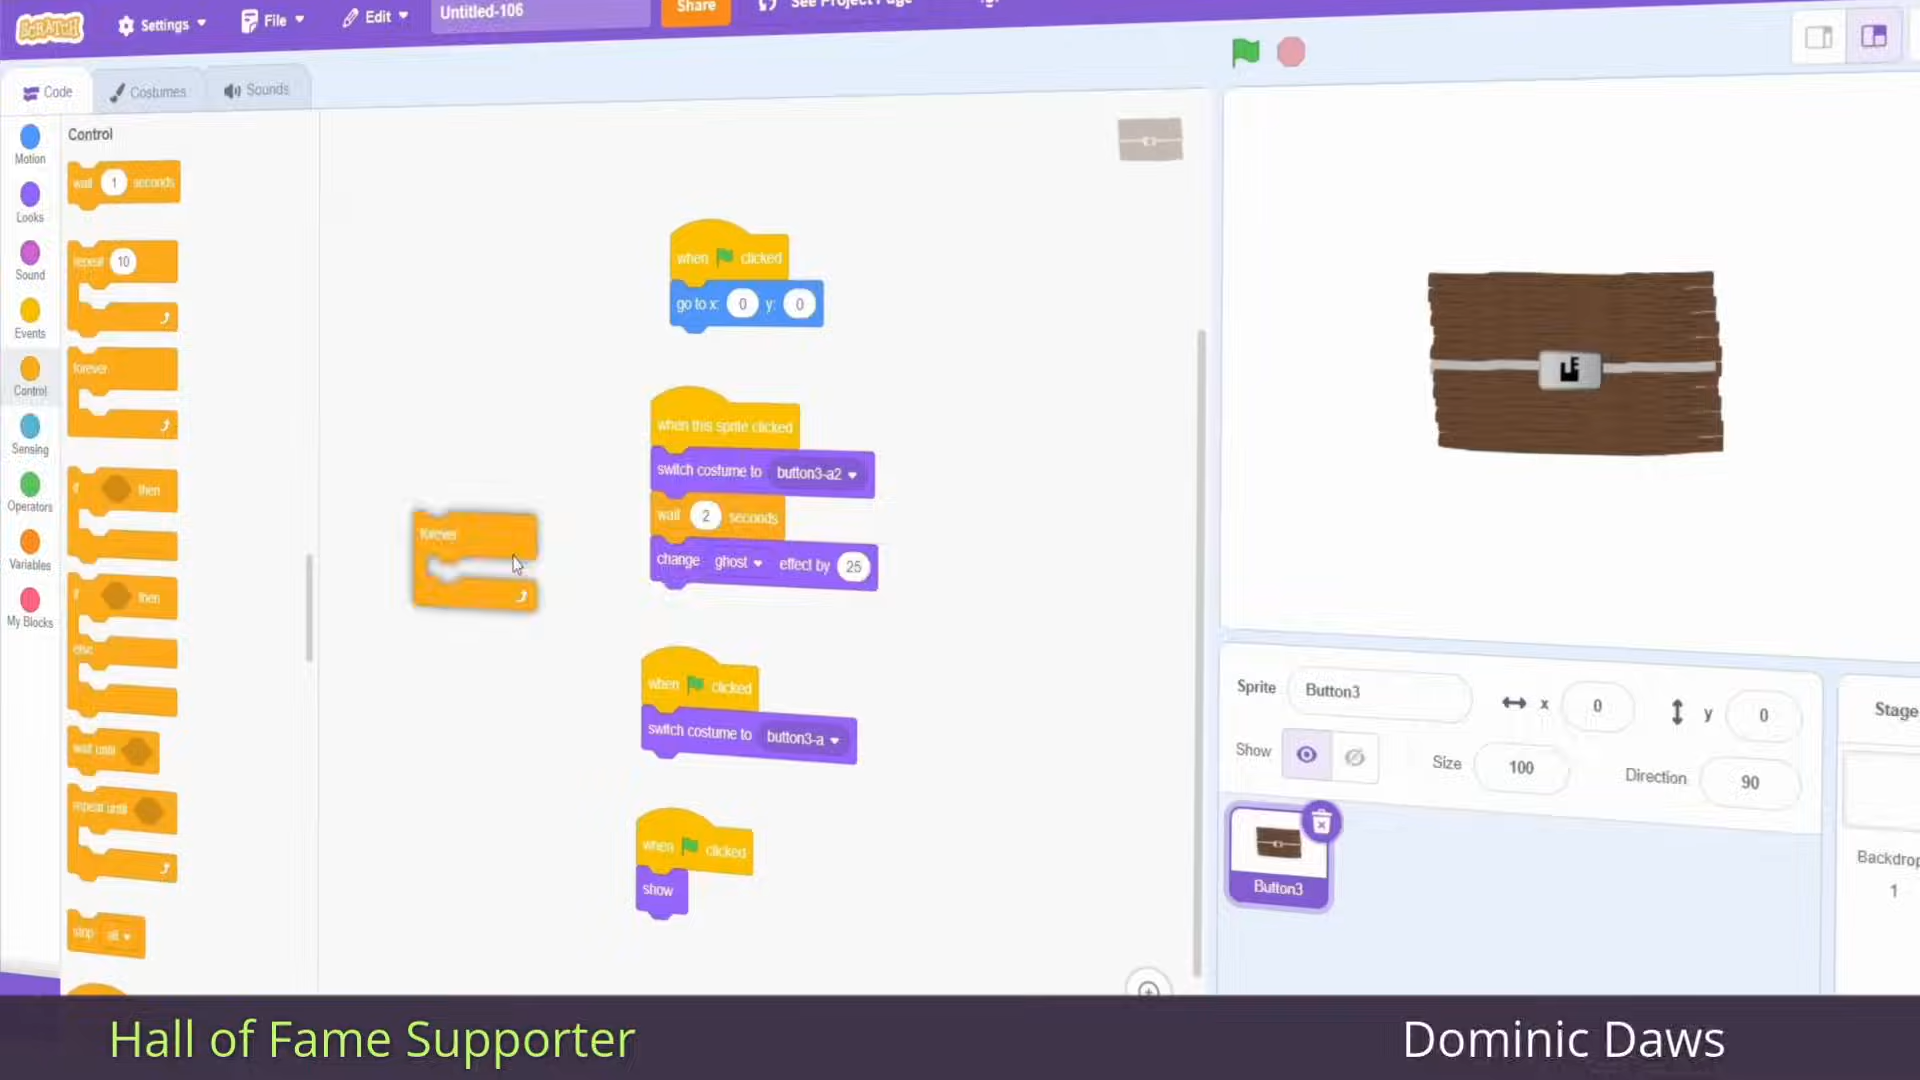 SCRATCH
Settings
File
Edit
Untitled-106
Share
See Project Page
Code
Costumes
Sounds
Motion
Looks
Sound
Events
Control
Sensing
Operators
Variables
My Blocks
Control
wait 1 seconds
repeat 10
forever
if then
if then
else
wait until
repeat until
stop all
forever
when clicked
go to x: 0 y: 0
when this sprite clicked
switch costume to button3-a2
wait 2 seconds
change ghost effect by 25
when clicked
switch costume to button3-a
when clicked
show
Sprite Button3 x 0 y 0
Show Size 100 Direction 90
Button3
Stage
Backdrop
1
Hall of Fame Supporter
Dominic Daws